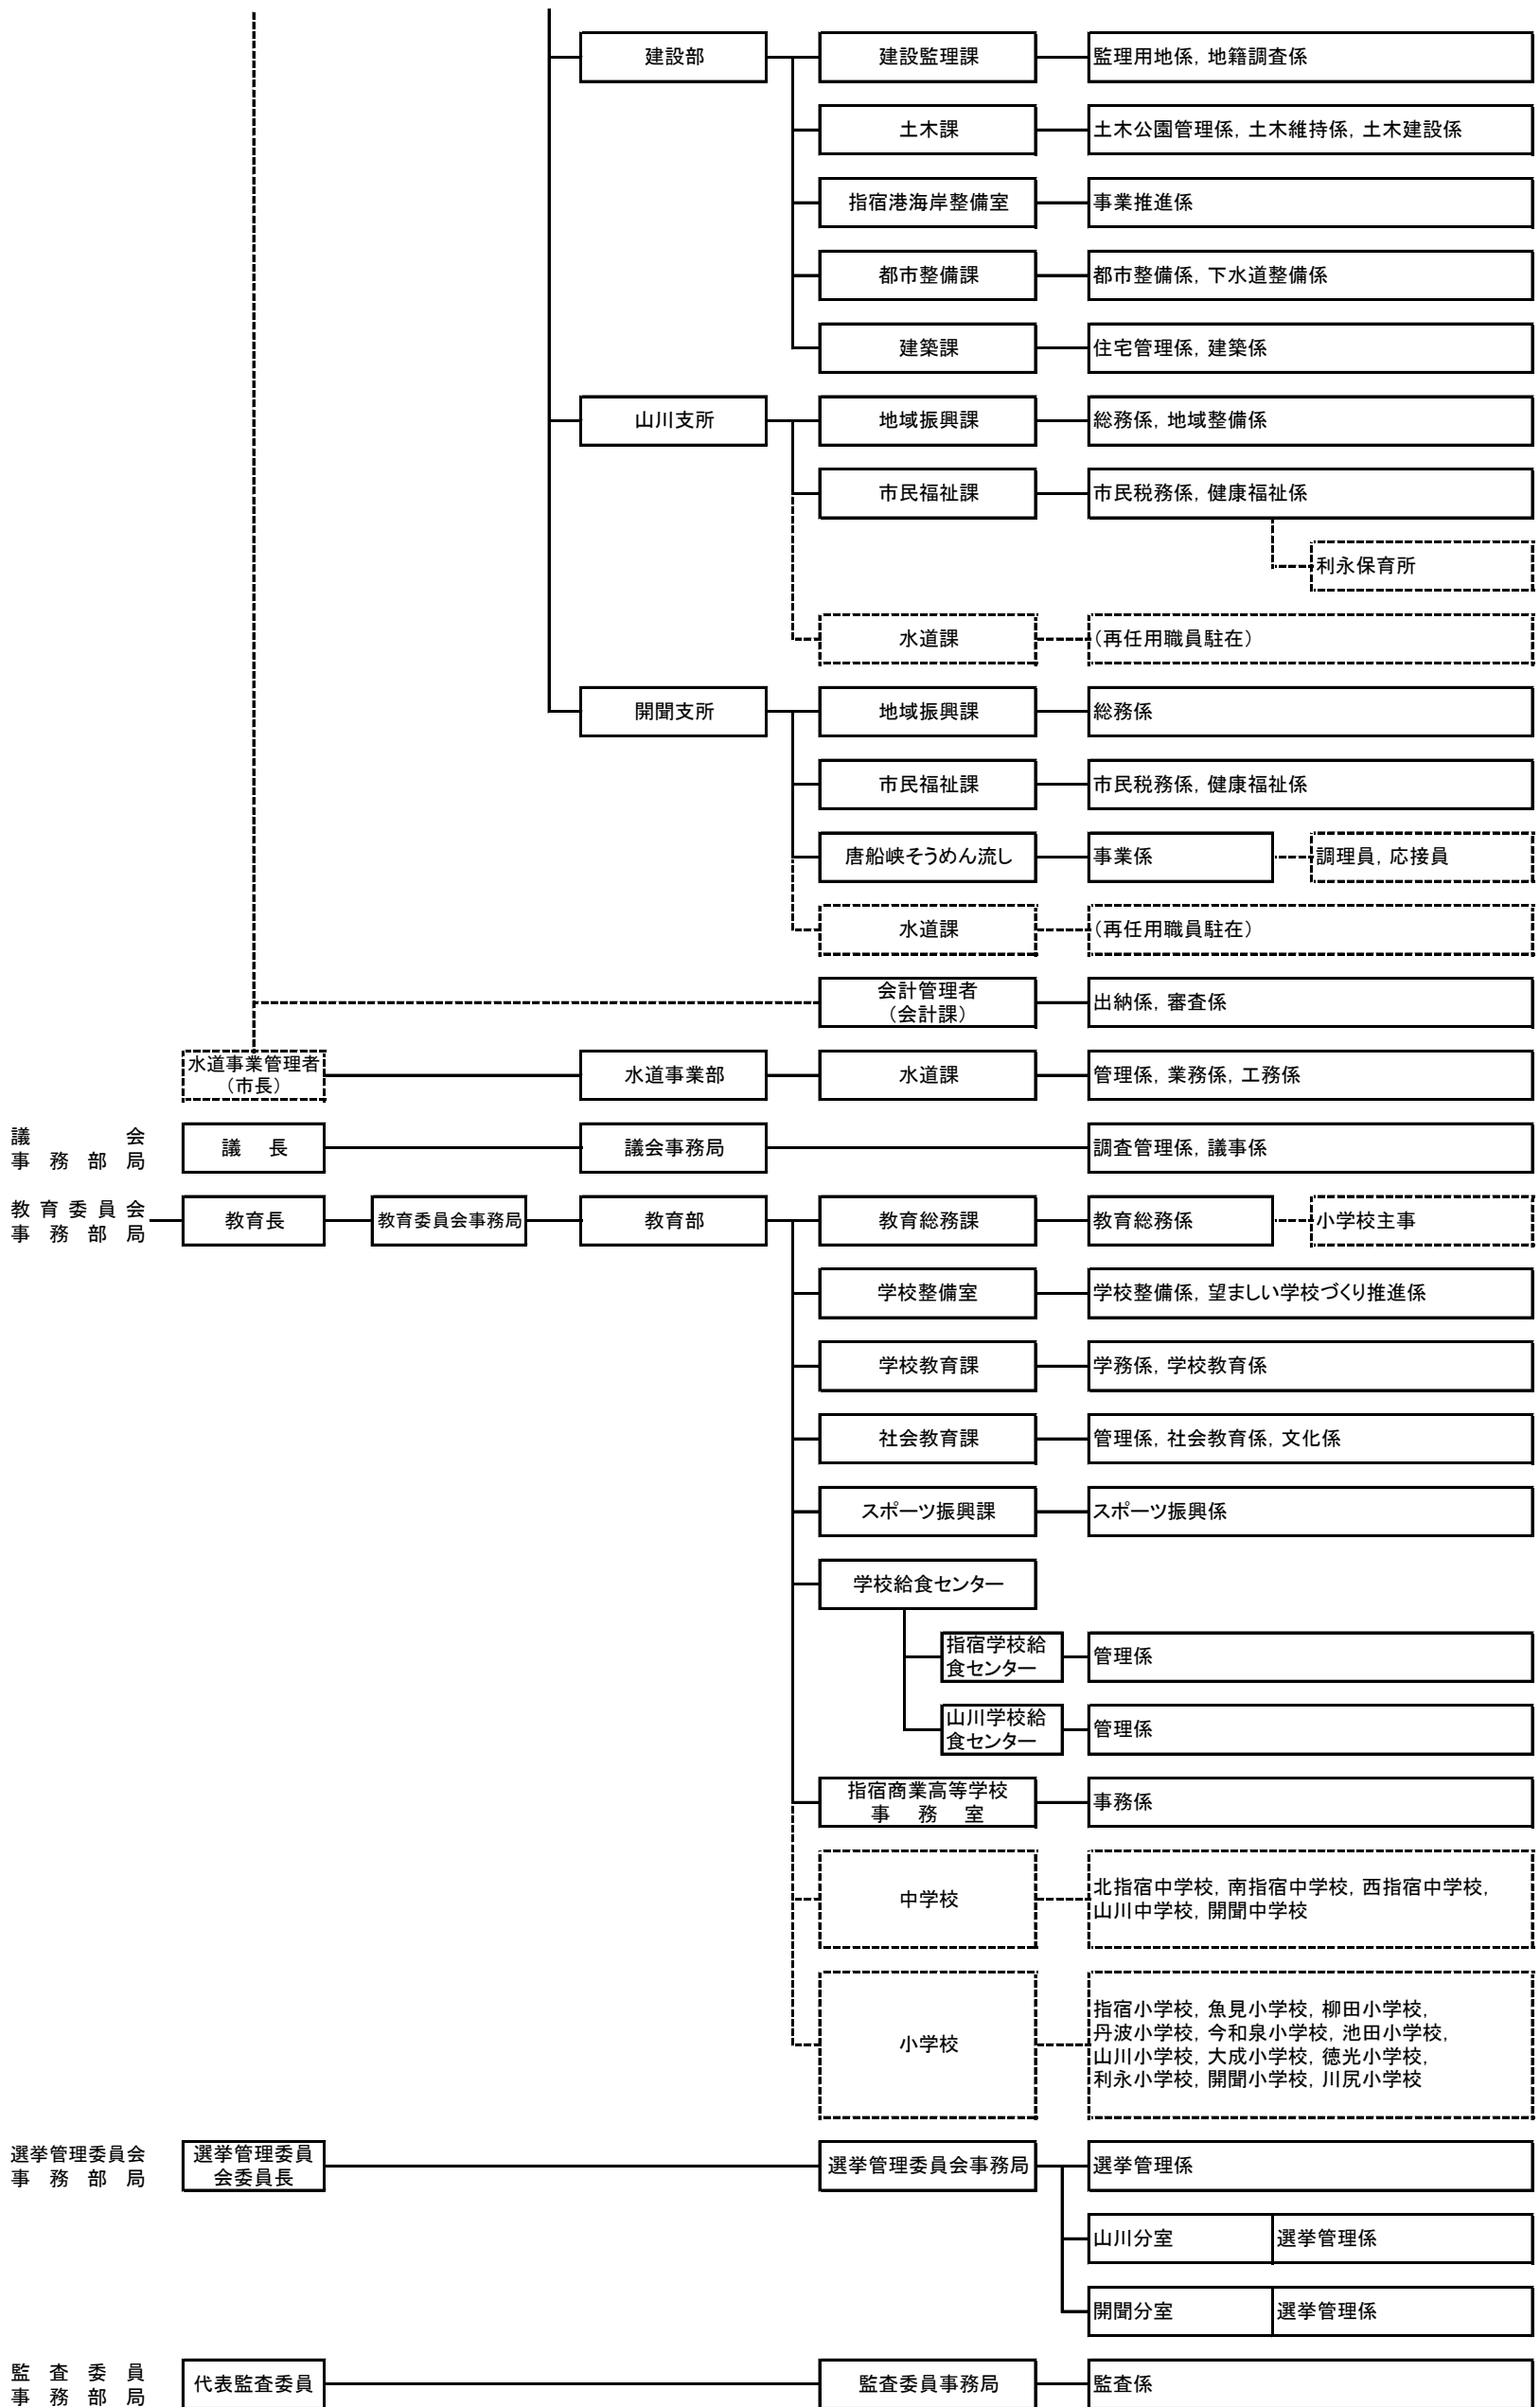 建設部
建設監理課
監理用地係, 地籍調査係
土木課
土木公園管理係, 土木維持係, 土木建設係
指宿港海岸整備室
事業推進係
都市整備課
都市整備係, 下水道整備係
建築課
住宅管理係, 建築係
山川支所
地域振興課
総務係, 地域整備係
市民福祉課
市民税務係, 健康福祉係
利永保育所
水道課
（再任用職員駐在）
開聞支所
地域振興課
総務係
市民福祉課
市民税務係, 健康福祉係
唐船峡そうめん流し
事業係
調理員, 応接員
水道課
（再任用職員駐在）
会計管理者
（会計課）
出納係, 審査係
水道事業管理者
（市長）
水道事業部
水道課
管理係, 業務係, 工務係
議会
事務部局
議 長
議会事務局
調査管理係, 議事係
教育委員会
事務部局
教育長
教育委員会事務局
教育部
教育総務課
教育総務係
小学校主事
学校整備室
学校整備係, 望ましい学校づくり推進係
学校教育課
学務係, 学校教育係
社会教育課
管理係, 社会教育係, 文化係
スポーツ振興課
スポーツ振興係
学校給食センター
指宿学校給
食センター
管理係
山川学校給
食センター
管理係
指宿商業高等学校
事 務 室
事務係
中学校
北指宿中学校, 南指宿中学校, 西指宿中学校,
山川中学校, 開聞中学校
小学校
指宿小学校, 魚見小学校, 柳田小学校,
丹波小学校, 今和泉小学校, 池田小学校,
山川小学校, 大成小学校, 徳光小学校,
利永小学校, 開聞小学校, 川尻小学校
選挙管理委員会
事務部局
選挙管理委員
会委員長
選挙管理委員会事務局
選挙管理係
山川分室
選挙管理係
開聞分室
選挙管理係
監査委員
事務部局
代表監査委員
監査委員事務局
監査係